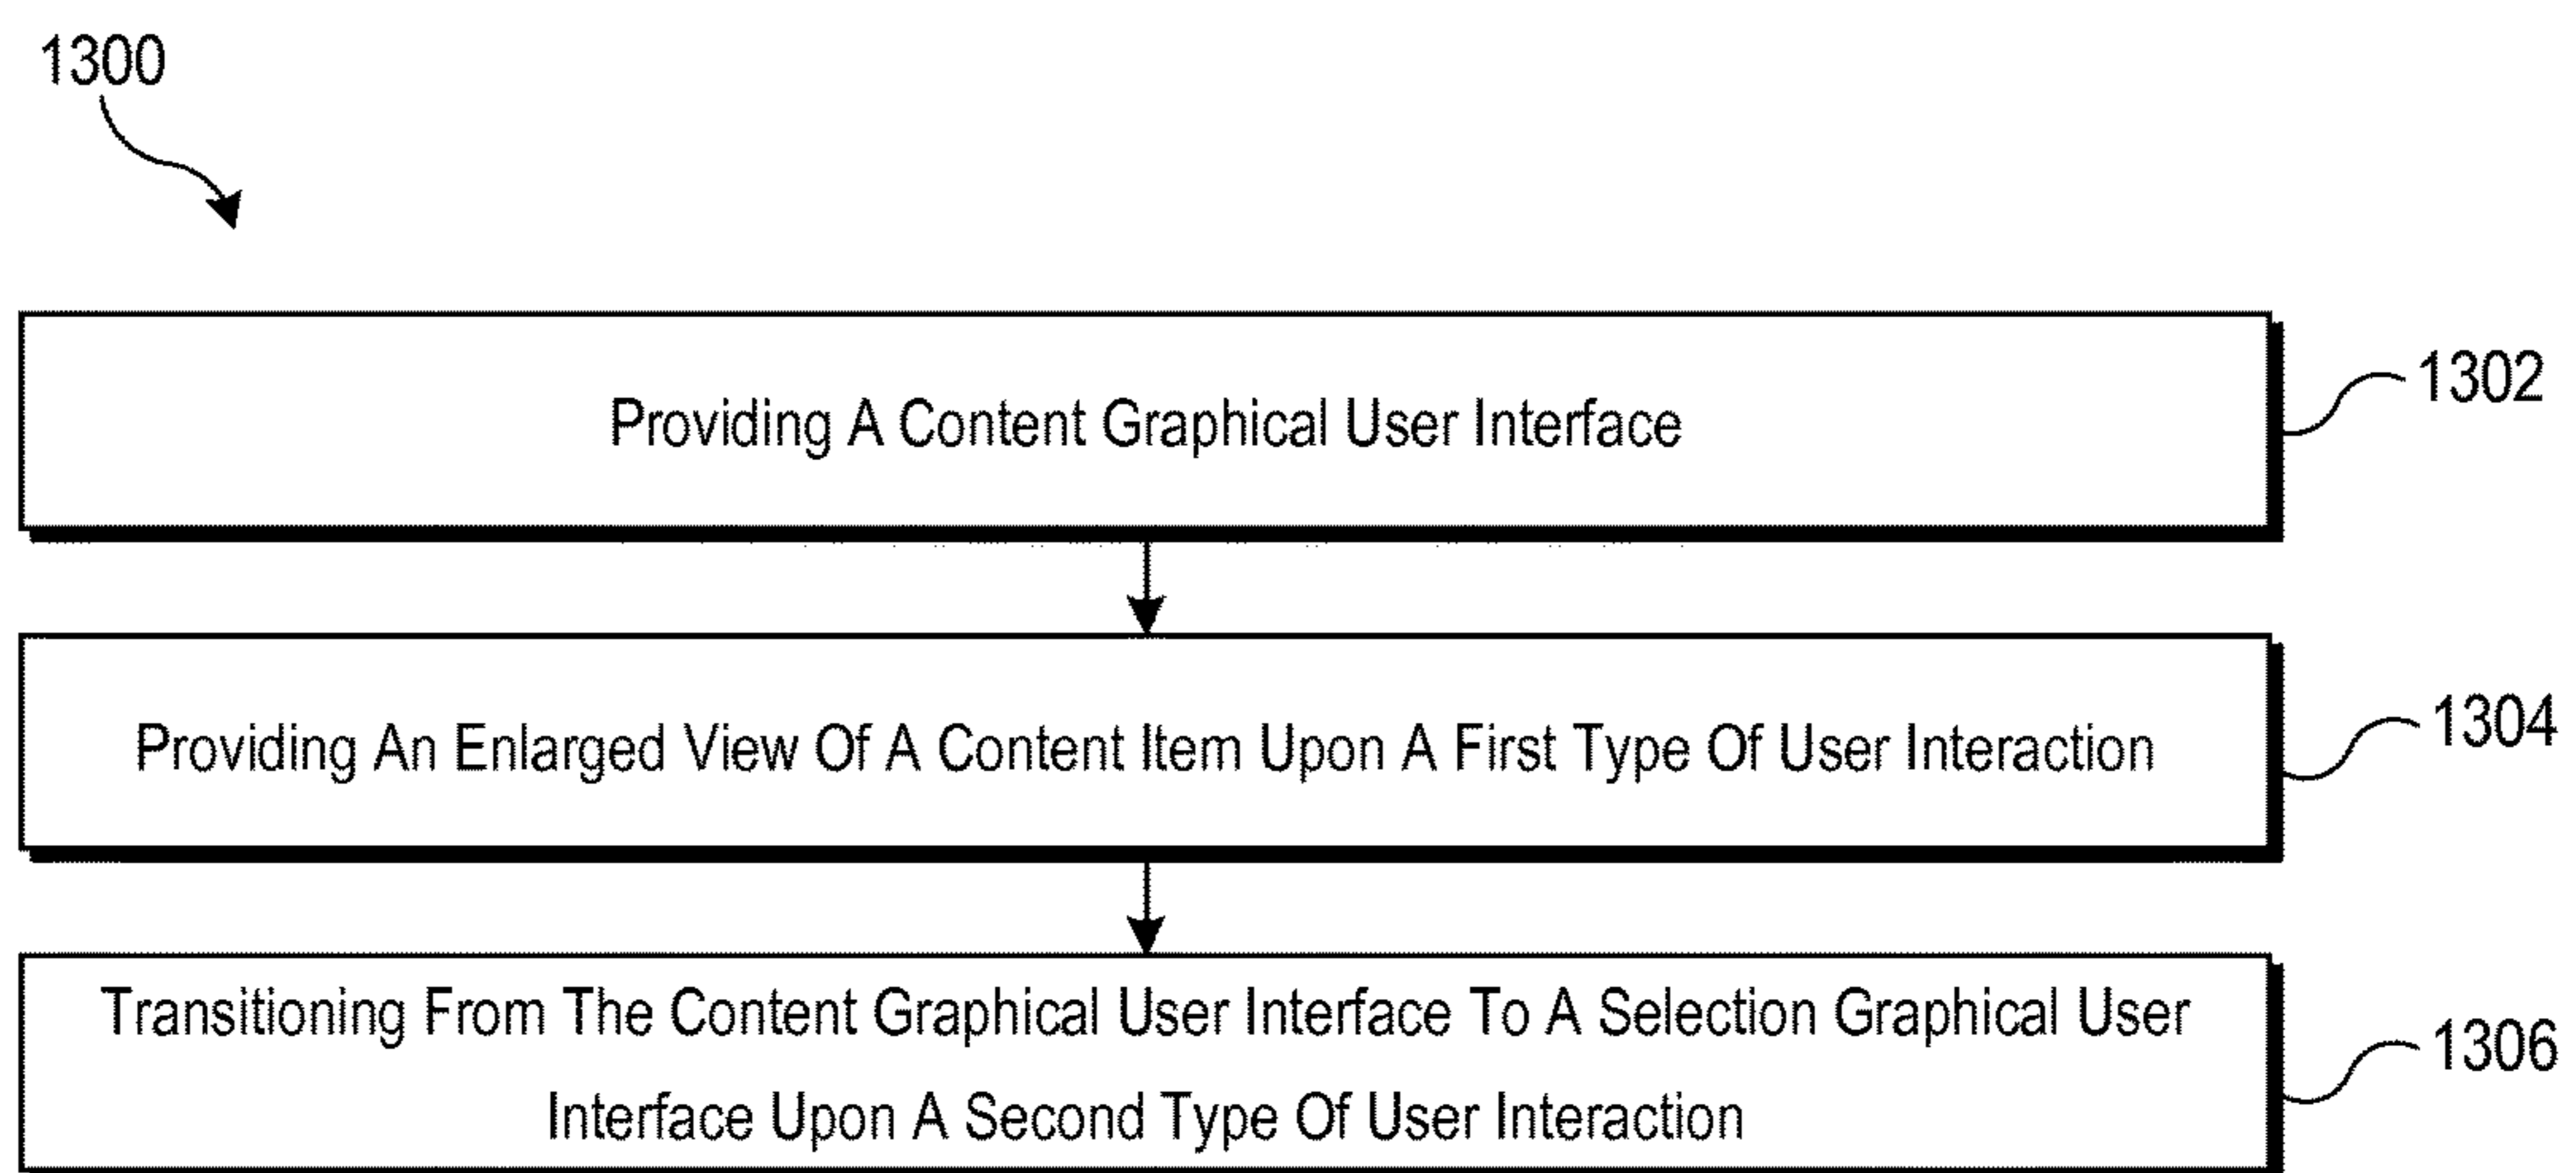 1300
Providing A Content Graphical User Interface
1302
Providing An Enlarged View Of A Content Item Upon A First Type Of User Interaction
1304
Transitioning From The Content Graphical User Interface To A Selection Graphical User
Interface Upon A Second Type Of User Interaction
1306